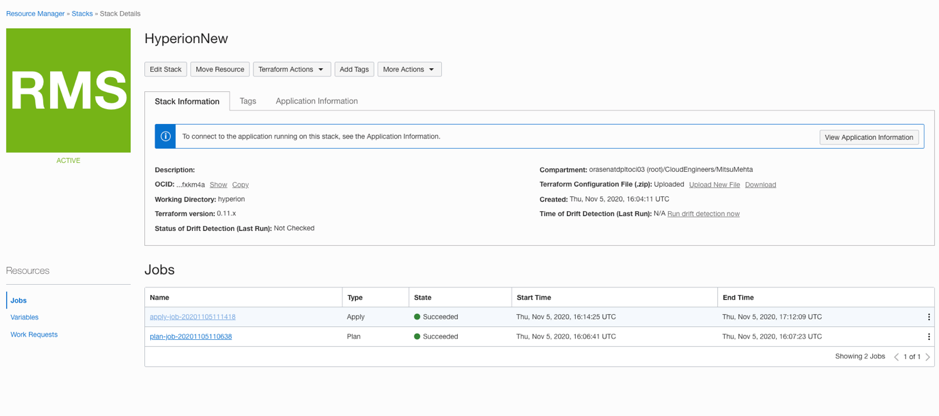 Resource Manager » Stacks » Stack Details
RMS
ACTIVE
HyperionNew
Edit Stack Move Resource Terraform Actions Add Tags More Actions
Stack Information Tags Application Information
To connect to the application running on this stack, see the Application Information. View Application Information
Description: Compartment: orasenatdpltoci03 (root)/CloudEngineers/MitsuMehta
OCID: ...fxkm4a Show Copy Terraform Configuration File (.zip): Uploaded Upload New File Download
Working Directory: hyperion Created: Thu, Nov 5, 2020, 16:04:11 UTC
Terraform version: 0.11.x Time of Drift Detection (Last Run): N/A Run drift detection now
Status of Drift Detection (Last Run): Not Checked
Resources
Jobs
Variables
Work Requests
Jobs
Name Type State Start Time End Time
apply-job-20201105111418 Apply Succeeded Thu, Nov 5, 2020, 16:14:25 UTC Thu, Nov 5, 2020, 17:12:09 UTC
plan-job-20201105110638 Plan Succeeded Thu, Nov 5, 2020, 16:06:41 UTC Thu, Nov 5, 2020, 16:07:23 UTC
Showing 2 Jobs < 1 of 1 >